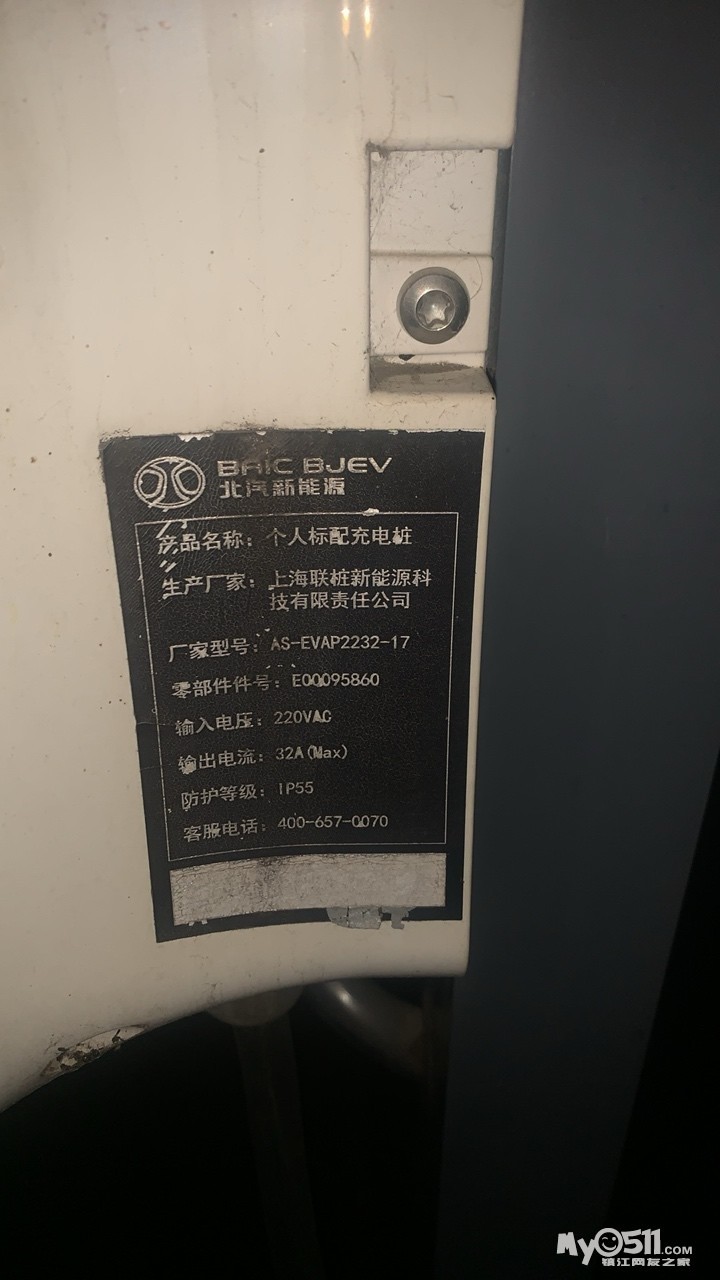 BAIC BJEV
北汽新能源
产品名称：个人标配充电桩
生产厂家：上海联桩新能源科
技有限责任公司
厂家型号：AS-EVAP2232-17
零部件件号：E00095860
输入电压：220VAC
输出电流：32A(Max)
防护等级：IP55
客服电话：400-657-0070
My0511.COM
镇江网友之家